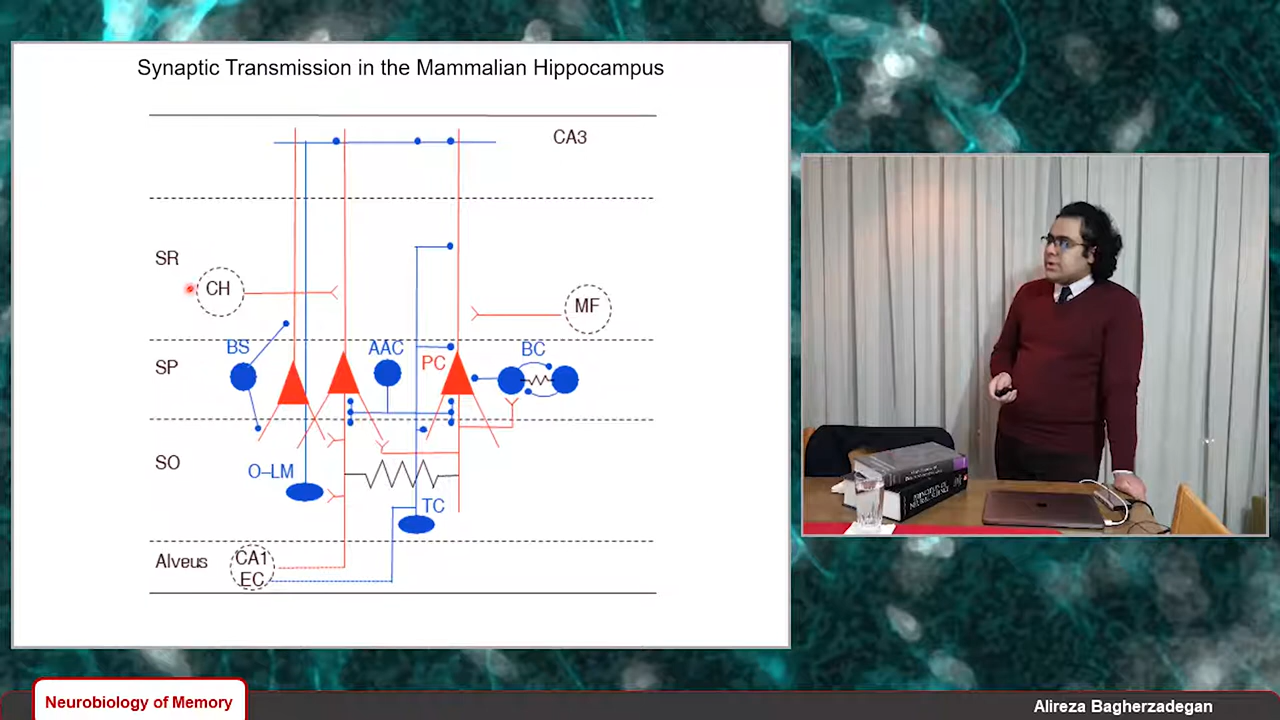 Synaptic Transmission in the Mammalian Hippocampus
CA3
SR
CH
MF
BS
AAC
BC
PC
SP
SO
O–LM
TC
Alveus
CA1
EC
Neurobiology of Memory
Alireza Bagherzadegan